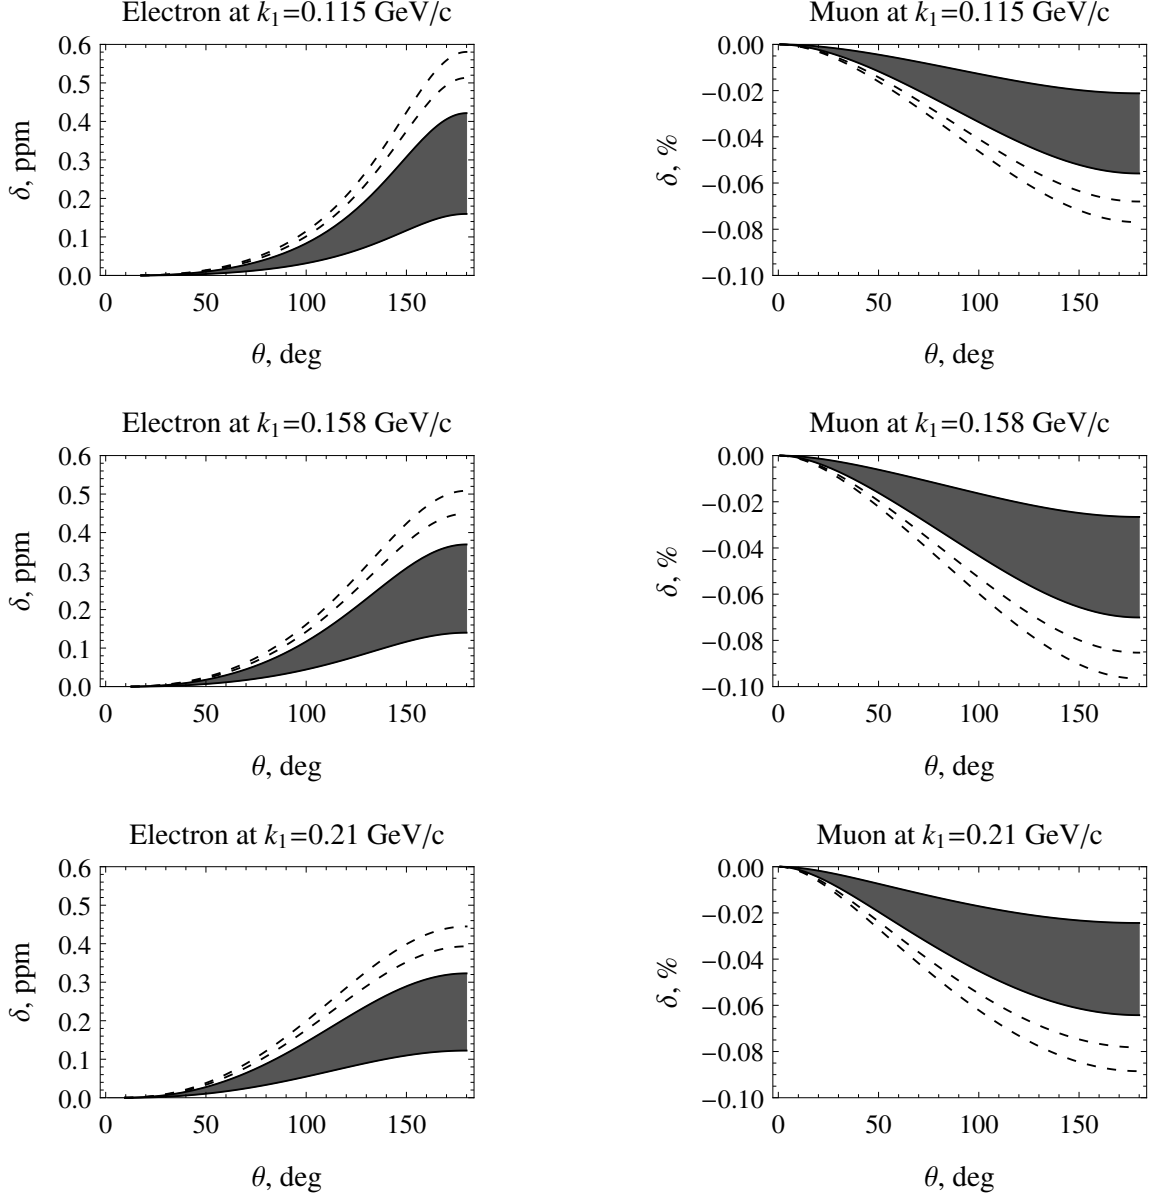 Electron at k₁=0.115 GeV/c
δ, ppm
0.6
0.5
0.4
0.3
0.2
0.1
0.0
0 50 100 150
θ, deg
Muon at k₁=0.115 GeV/c
δ, %
0.00
−0.02
−0.04
−0.06
−0.08
−0.10
0 50 100 150
θ, deg
Electron at k₁=0.158 GeV/c
δ, ppm
0.6
0.5
0.4
0.3
0.2
0.1
0.0
0 50 100 150
θ, deg
Muon at k₁=0.158 GeV/c
δ, %
0.00
−0.02
−0.04
−0.06
−0.08
−0.10
0 50 100 150
θ, deg
Electron at k₁=0.21 GeV/c
δ, ppm
0.6
0.5
0.4
0.3
0.2
0.1
0.0
0 50 100 150
θ, deg
Muon at k₁=0.21 GeV/c
δ, %
0.00
−0.02
−0.04
−0.06
−0.08
−0.10
0 50 100 150
θ, deg